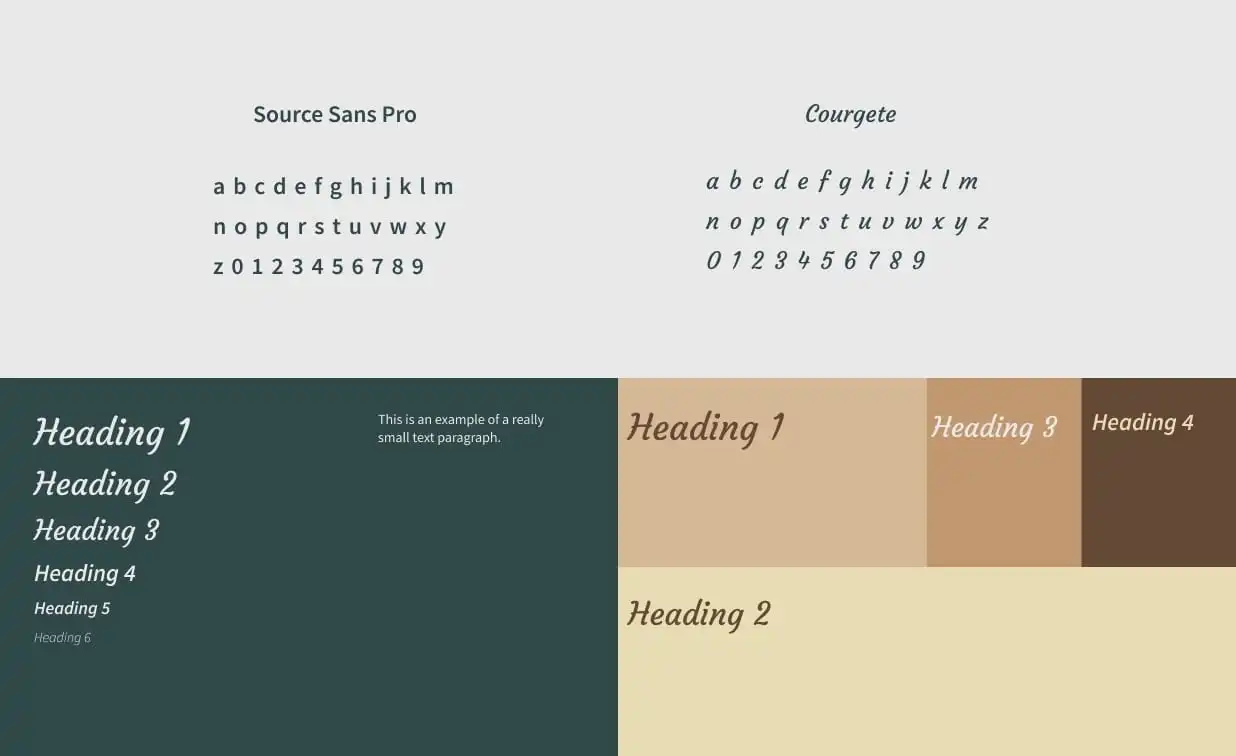 Source Sans Pro
a b c d e f g h i j k l m
n o p q r s t u v w x y
z 0 1 2 3 4 5 6 7 8 9
Courgete
a b c d e f g h i j k l m
n o p q r s t u v w x y z
0 1 2 3 4 5 6 7 8 9
Heading 1
Heading 2
Heading 3
Heading 4
Heading 5
Heading 6
This is an example of a really
small text paragraph.
Heading 1
Heading 3
Heading 4
Heading 2